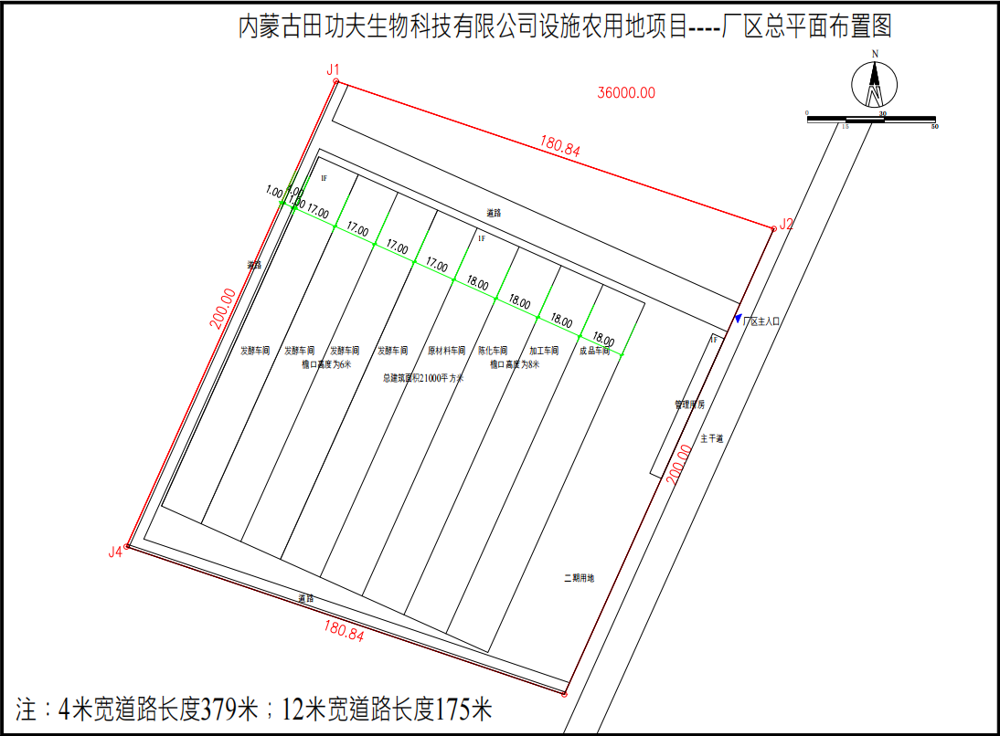 内蒙古田功夫生物科技有限公司设施农用地项目----厂区总平面布置图
J1
36000.00
N
0
30
15
50
180.84
J2
1.00
4.00
1.00
17.00
1F
道路
17.00
17.00
1F
17.00
18.00
18.00
18.00
18.00
道路
200.00
厂区主入口
1F
发酵车间 发酵车间 发酵车间 发酵车间 原材料车间 陈化车间 加工车间 成品车间
檐口高度为6米
檐口高度为8米
总建筑面积21000平方米
管理用房
主干道
200.00
J4
二期用地
道路
180.84
注：4米宽道路长度379米；12米宽道路长度175米